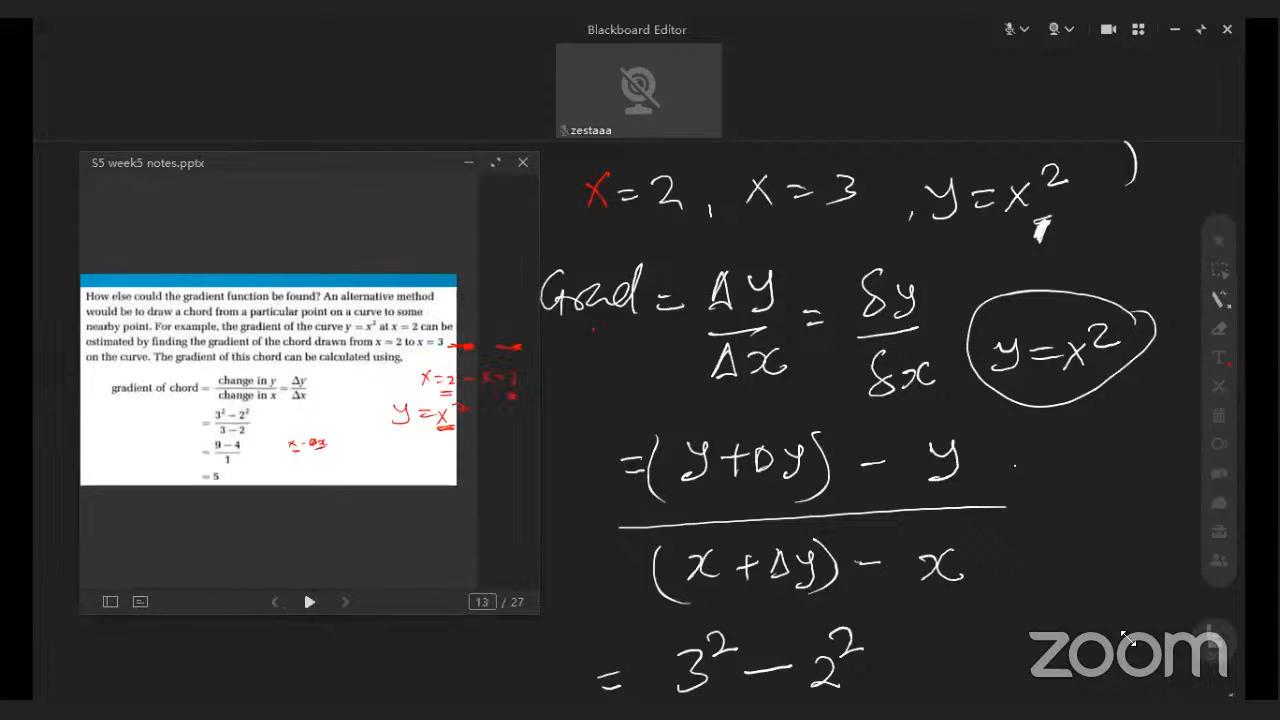 Blackboard Editor
zestaaa
S5 week5 notes.pptx
How else could the gradient function be found? An alternative method
would be to draw a chord from a particular point on a curve to some
nearby point. For example, the gradient of the curve y = x² at x = 2 can be
estimated by finding the gradient of the chord drawn from x = 2 to x = 3
on the curve. The gradient of this chord can be calculated using,
gradient of chord = change in y / change in x = Δy / Δx
= 3² − 2² / 3 − 2
= 9 − 4 / 1
= 5
x = 2
y = x²
13 / 27
x = 2 , x = 3 , y = x²
Grad = Δy / Δx = δy / δx
y = x²
= (y + Δy) − y
(x + Δy) − x
= 3² − 2²
zoom